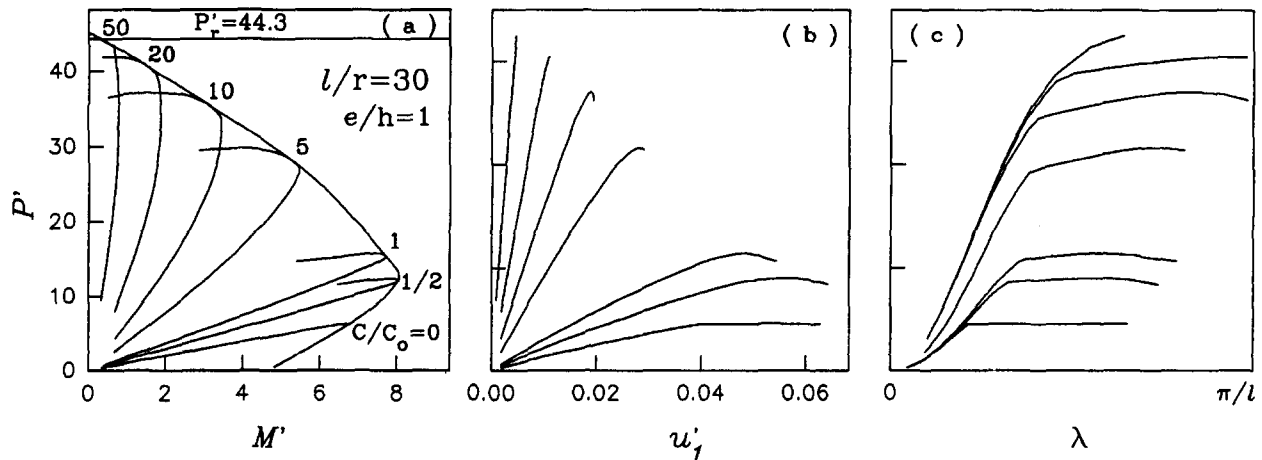 50 P'r=44.3 (a) (b) (c)
20
40 l/r=30
10 e/h=1
30 5
P'
20
1
10 1/2
C/Co=0
0
0 2 4 6 8 0.00 0.02 0.04 0.06 0 π/l
M' u'1 λ